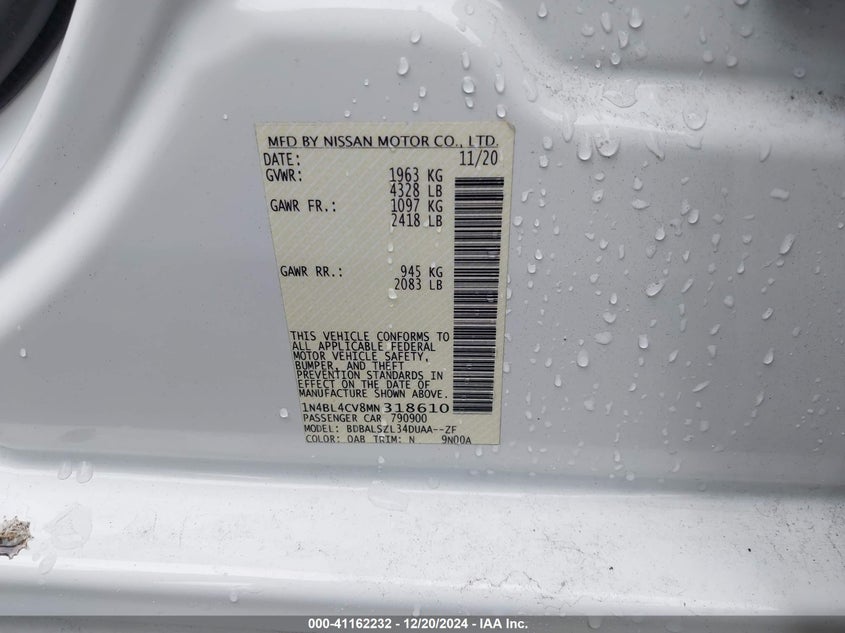 MFD BY NISSAN MOTOR CO., LTD.
DATE: 11/20
GVWR: 1963 KG
4328 LB
GAWR FR.: 1097 KG
2418 LB
GAWR RR.: 945 KG
2083 LB
THIS VEHICLE CONFORMS TO
ALL APPLICABLE FEDERAL
MOTOR VEHICLE SAFETY,
BUMPER, AND THEFT
PREVENTION STANDARDS IN
EFFECT ON THE DATE OF
MANUFACTURE SHOWN ABOVE.
1N4BL4CV8MN318610
PASSENGER CAR 790900
MODEL: BDBALSZL34DUAA--ZF
COLOR: QAB TRIM: N 9N00A
000-41162232 - 12/20/2024 - IAA Inc.